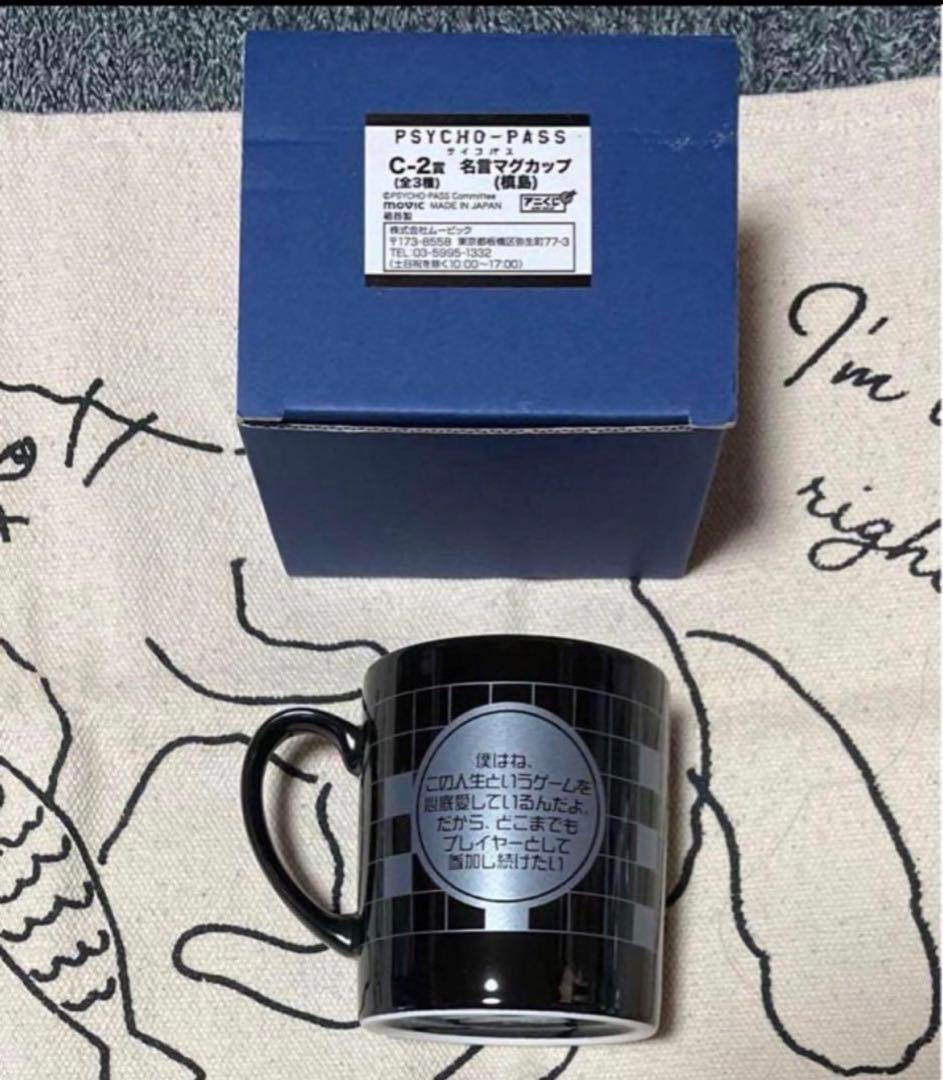 PSYCHO-PASS
サイコパス
C-2賞 名言マグカップ
(全3種) (槙島)
©PSYCHO-PASS Committee
movic MADE IN JAPAN アニくじ
磁器製
株式会社ムービック
〒173-8558 東京都板橋区弥生町77-3
TEL:03-5995-1332
(土日祝を除く10:00〜17:00)
I'm
righ
僕はね、
この人生というゲームを
心底愛しているんだよ。
だから、どこまでも
プレイヤーとして
参加し続けたい